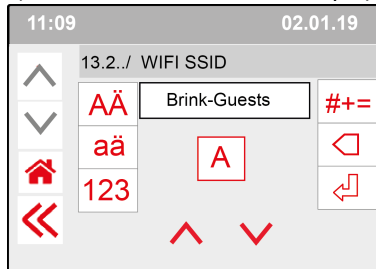 11:09 02.01.19
13.2../ WIFI SSID
AÄ Brink-Guests #+=
aä A
123